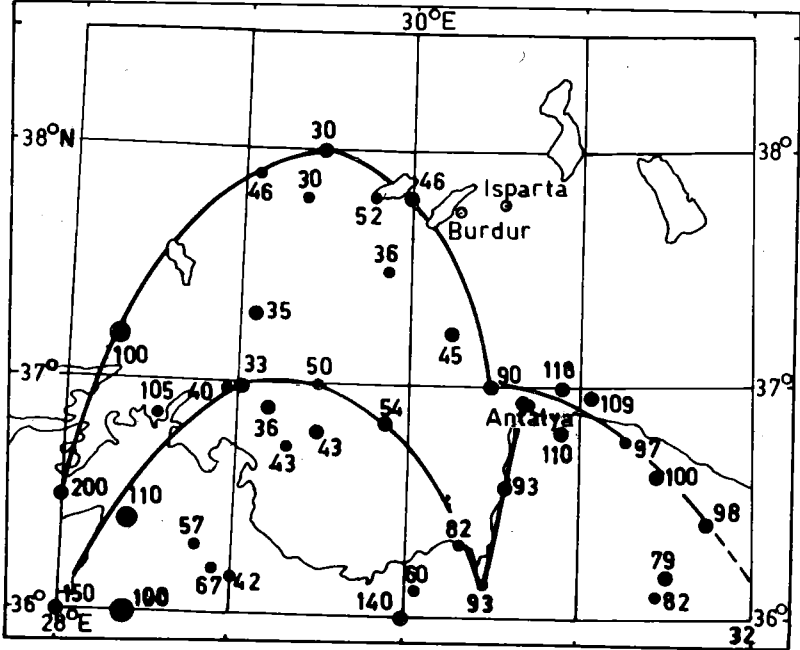 30°E
38°N 30 38°
46 30 52 46 Isparta
Burdur
36
35
100 45
37° 33 50 90 118 37°
105 40 109
36 54 Antalya
43 43 110 97
200 110 93 100
98
57 82
67 42 60 79
82
36° 150 100 140 93 36°
28°E 32